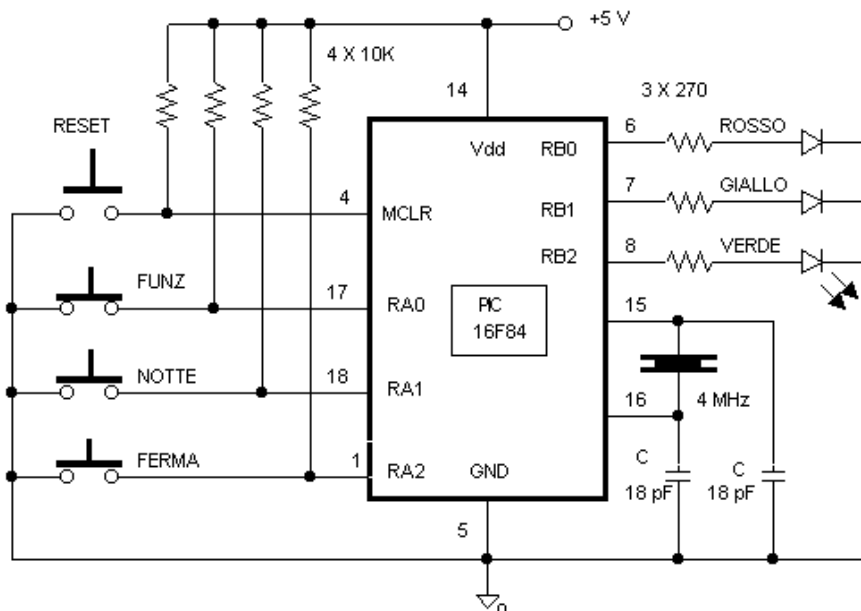 +5 V
4 X 10K
14
3 X 270
RESET
6
ROSSO
Vdd
RB0
4
MCLR
7
GIALLO
RB1
8
VERDE
RB2
FUNZ
17
RA0
PIC
16F84
15
NOTTE
18
RA1
16
4 MHz
FERMA
1
RA2
GND
C
18 pF
C
18 pF
5
0